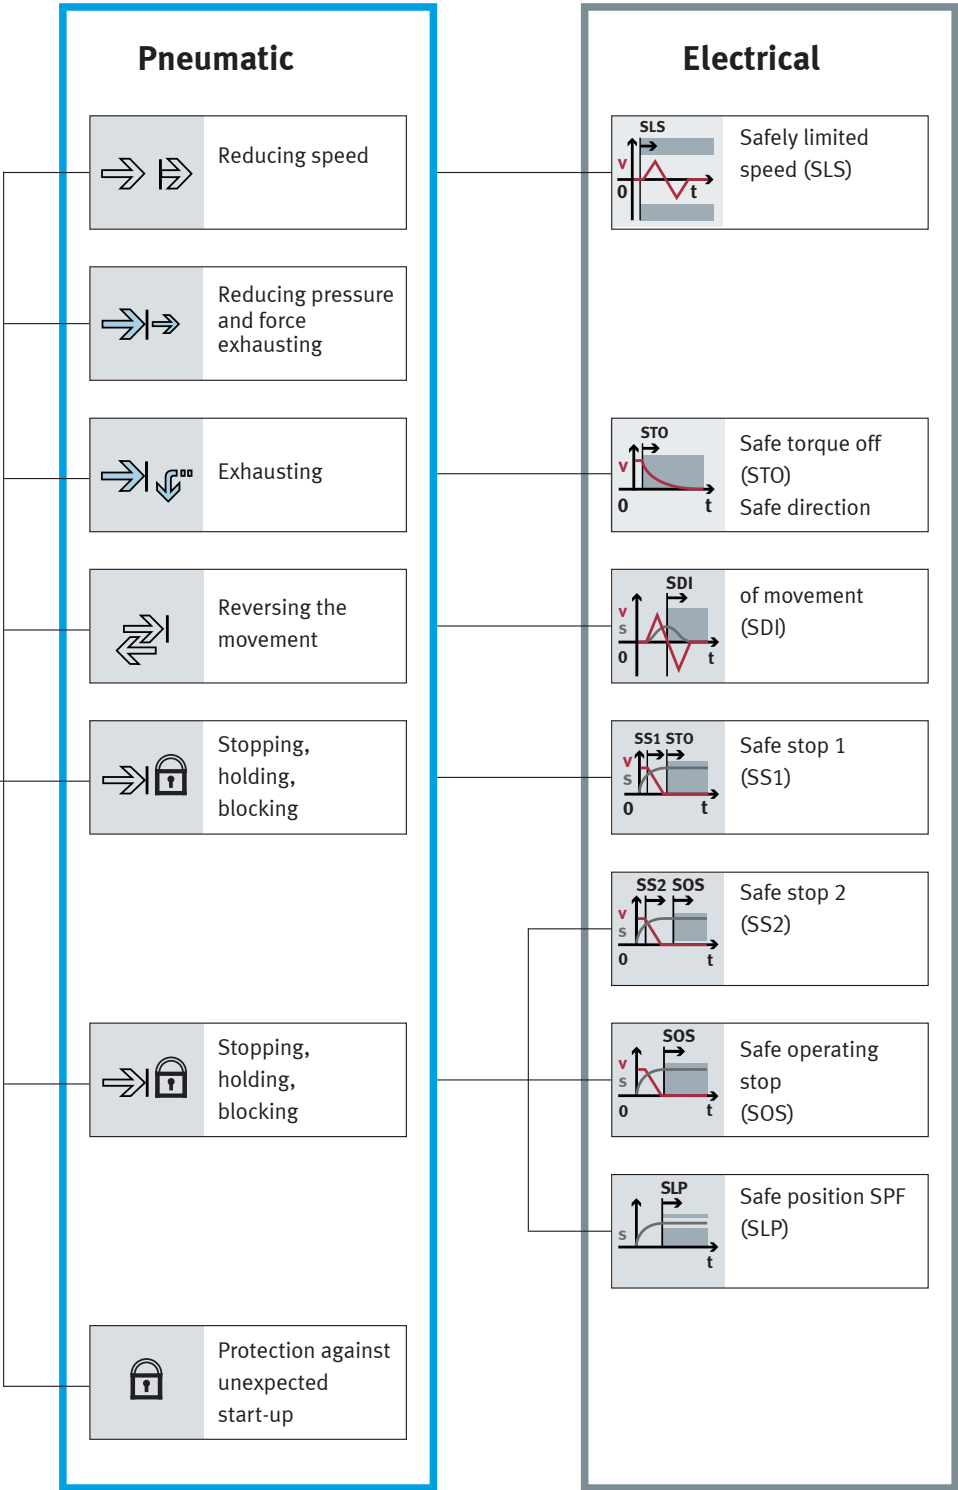 Pneumatic
Electrical
Reducing speed
SLS
v
0
t
Safely limited
speed (SLS)
Reducing pressure
and force
exhausting
Exhausting
STO
v
0
t
Safe torque off
(STO)
Safe direction
Reversing the
movement
SDI
v
s
0
t
of movement
(SDI)
Stopping,
holding,
blocking
SS1 STO
v
s
0
t
Safe stop 1
(SS1)
SS2 SOS
v
s
0
t
Safe stop 2
(SS2)
Stopping,
holding,
blocking
SOS
v
s
0
t
Safe operating
stop
(SOS)
SLP
s
t
Safe position SPF
(SLP)
Protection against
unexpected
start-up